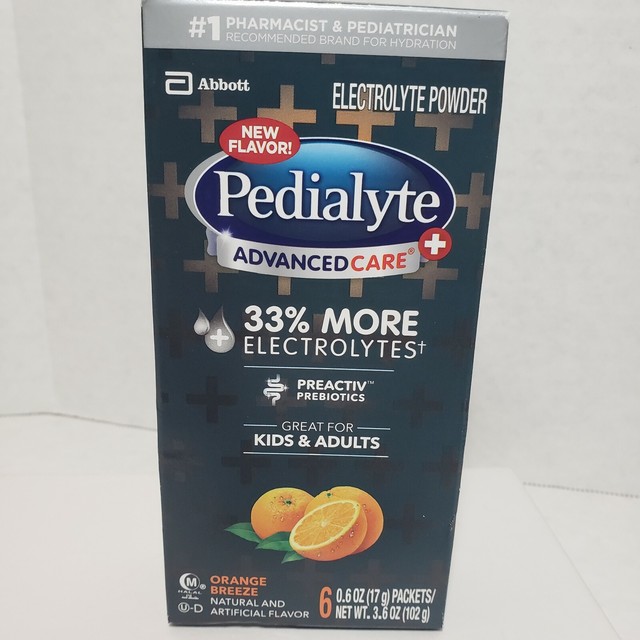 #1 PHARMACIST & PEDIATRICIAN
RECOMMENDED BRAND FOR HYDRATION
Abbott
ELECTROLYTE POWDER
NEW
FLAVOR!
Pedialyte
ADVANCEDCARE®+
33% MORE
ELECTROLYTES†
PREACTIV™
PREBIOTICS
GREAT FOR
KIDS & ADULTS
M®
HALAL
U-D
ORANGE
BREEZE
NATURAL AND
ARTIFICIAL FLAVOR
6 0.6 OZ (17 g) PACKETS/
NET WT. 3.6 OZ (102 g)